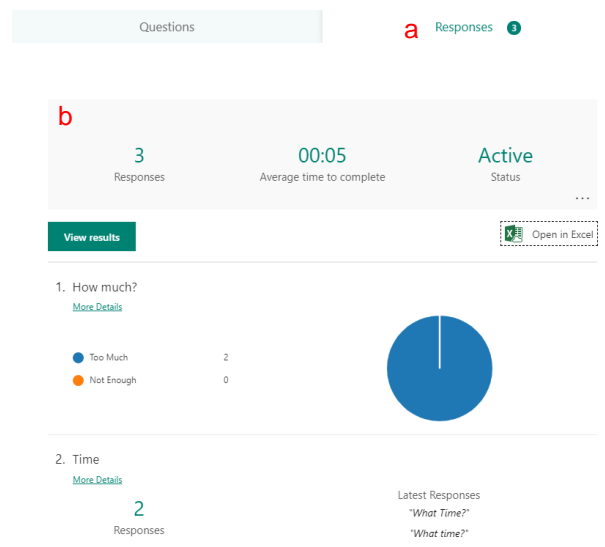 Questions
a Responses 3
b
3 00:05 Active
Responses Average time to complete Status
...
View results
Open in Excel
1. How much?
More Details
Too Much 2
Not Enough 0
2. Time
More Details
2
Responses
Latest Responses
"What Time?"
"What time?"